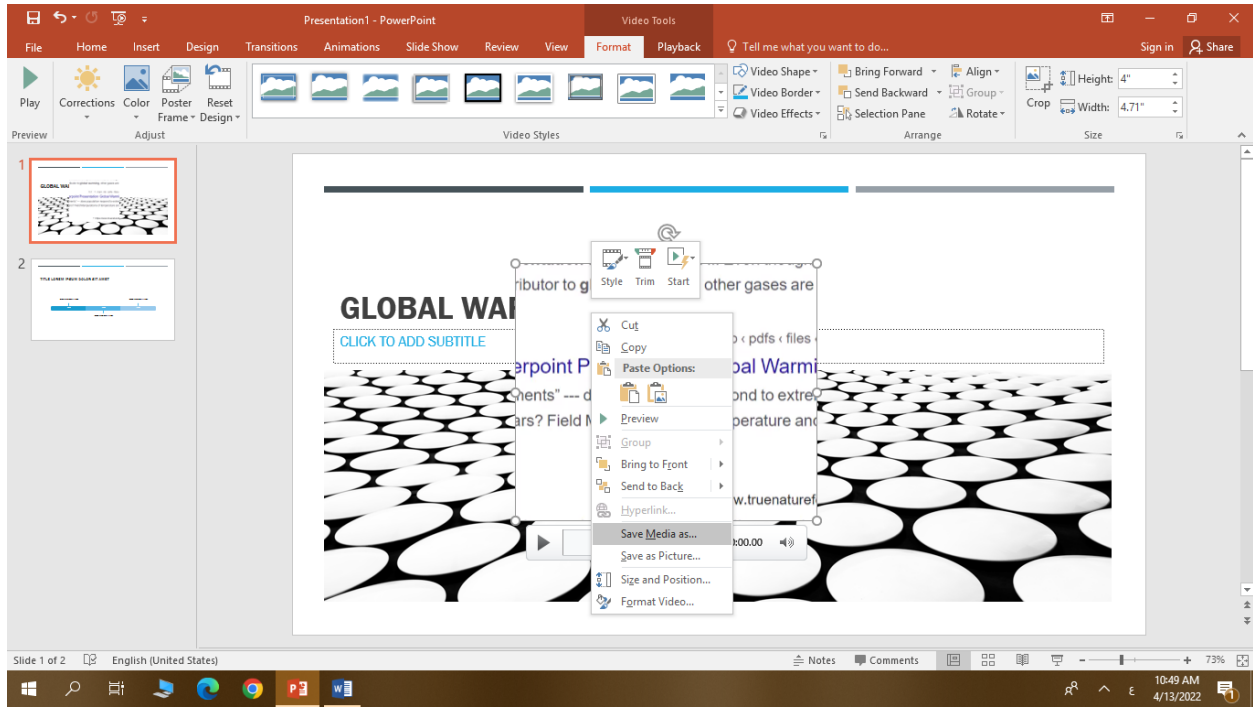 Presentation1 - PowerPoint
Video Tools
File Home Insert Design Transitions Animations Slide Show Review View Format Playback Tell me what you want to do... Sign in Share
Play
Corrections
Color
Poster Frame
Reset Design
Video Shape
Video Border
Video Effects
Bring Forward
Send Backward
Selection Pane
Align
Group
Rotate
Crop
Height: 4"
Width: 4.71"
Preview Adjust Video Styles Arrange Size
1
2
Style Trim Start
ributor to g
other gases are
GLOBAL WAR
CLICK TO ADD SUBTITLE
‹ pdfs ‹ files
erpoint P
bal Warmi
ments" --- d
ond to extre
ars? Field M
perature and
w.truenaturef
Cut
Copy
Paste Options:
Preview
Group
Bring to Front
Send to Back
Hyperlink...
Save Media as...
Save as Picture...
Size and Position...
Format Video...
0:00.00
Slide 1 of 2 English (United States) Notes Comments 73%
ع
10:49 AM
4/13/2022
1